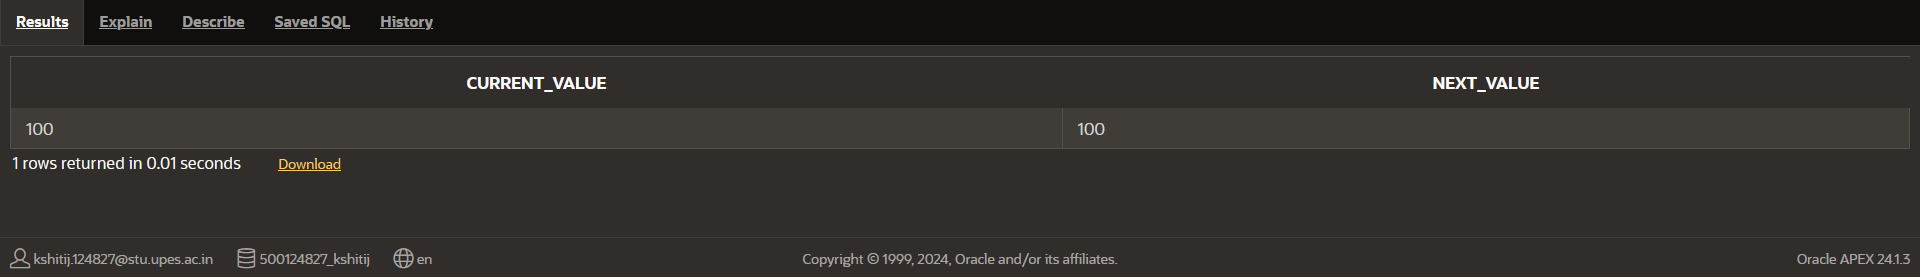 Results Explain Describe Saved SQL History
CURRENT_VALUE NEXT_VALUE
100 100
1 rows returned in 0.01 seconds Download
kshitij.124827@stu.upes.ac.in 500124827_kshitij en Copyright © 1999, 2024, Oracle and/or its affiliates. Oracle APEX 24.1.3